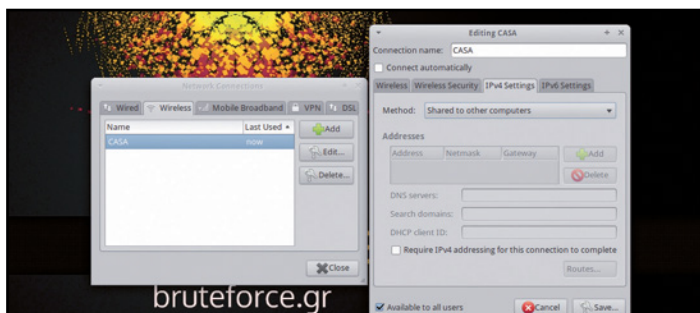 Network Connections
Wired Wireless Mobile Broadband VPN DSL
Name Last Used
CASA now
Add
Edit...
Delete...
Close
bruteforce.gr
Editing CASA
Connection name: CASA
Connect automatically
Wireless Wireless Security IPv4 Settings IPv6 Settings
Method: Shared to other computers
Addresses
Address Netmask Gateway
Add
Delete
DNS servers:
Search domains:
DHCP client ID:
Require IPv4 addressing for this connection to complete
Routes...
Available to all users
Cancel Save...